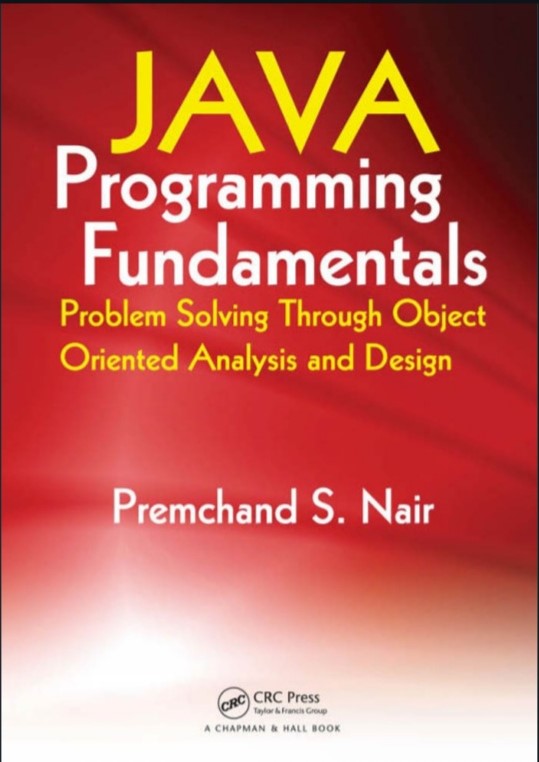 JAVA
Programming
Fundamentals
Problem Solving Through Object
Oriented Analysis and Design
Premchand S. Nair
CRC
CRC Press
Taylor & Francis Group
A CHAPMAN & HALL BOOK